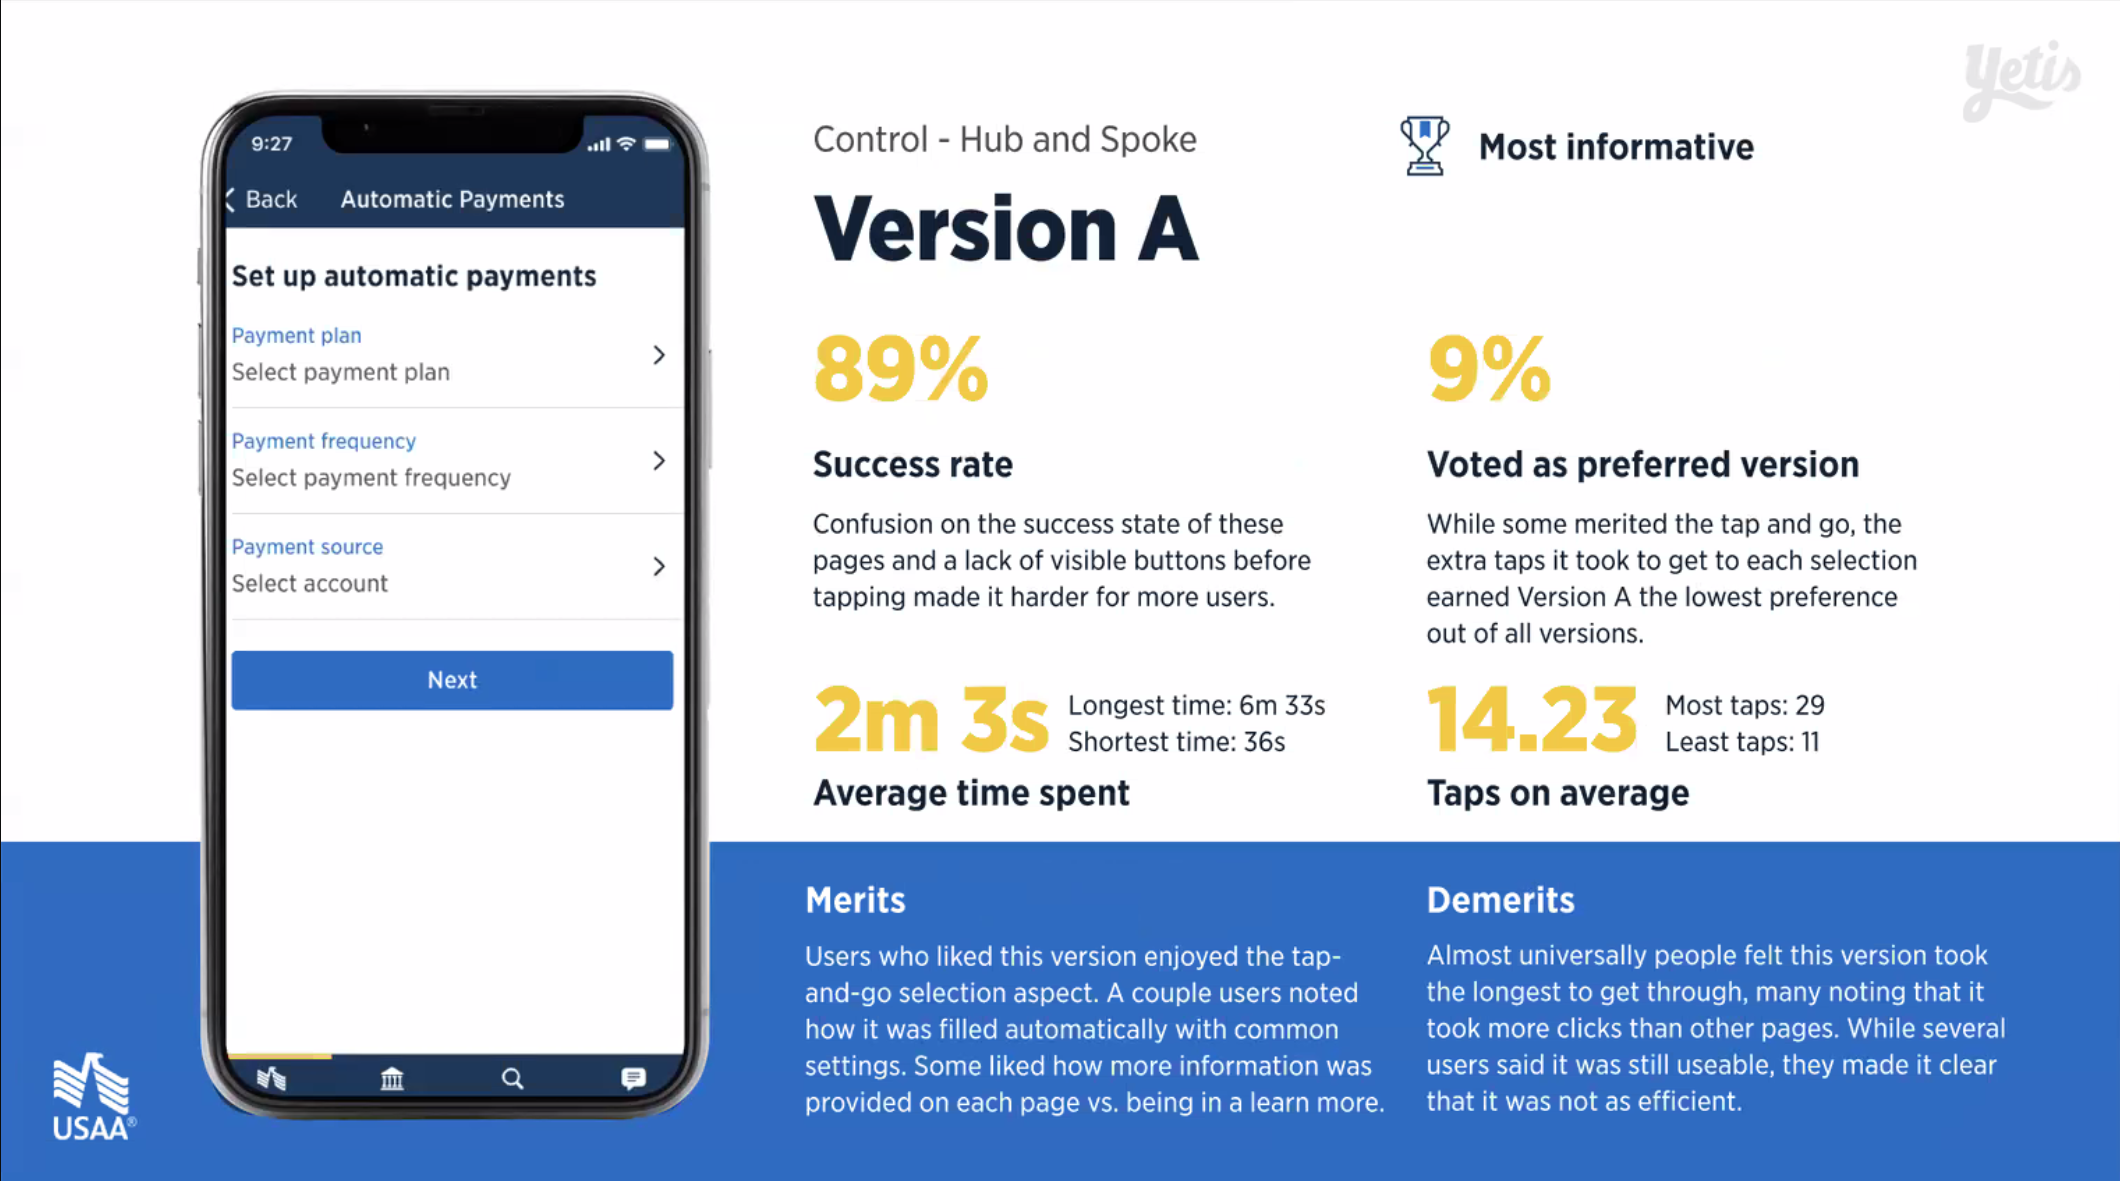 Yetis
9:27
Back
Automatic Payments
Set up automatic payments
Payment plan
Select payment plan
Payment frequency
Select payment frequency
Payment source
Select account
Next
Control - Hub and Spoke
Version A
Most informative
89%
Success rate
Confusion on the success state of these
pages and a lack of visible buttons before
tapping made it harder for more users.
9%
Voted as preferred version
While some merited the tap and go, the
extra taps it took to get to each selection
earned Version A the lowest preference
out of all versions.
2m 3s
Longest time: 6m 33s
Shortest time: 36s
Average time spent
14.23
Most taps: 29
Least taps: 11
Taps on average
Merits
Users who liked this version enjoyed the tap-
and-go selection aspect. A couple users noted
how it was filled automatically with common
settings. Some liked how more information was
provided on each page vs. being in a learn more.
Demerits
Almost universally people felt this version took
the longest to get through, many noting that it
took more clicks than other pages. While several
users said it was still useable, they made it clear
that it was not as efficient.
USAA®